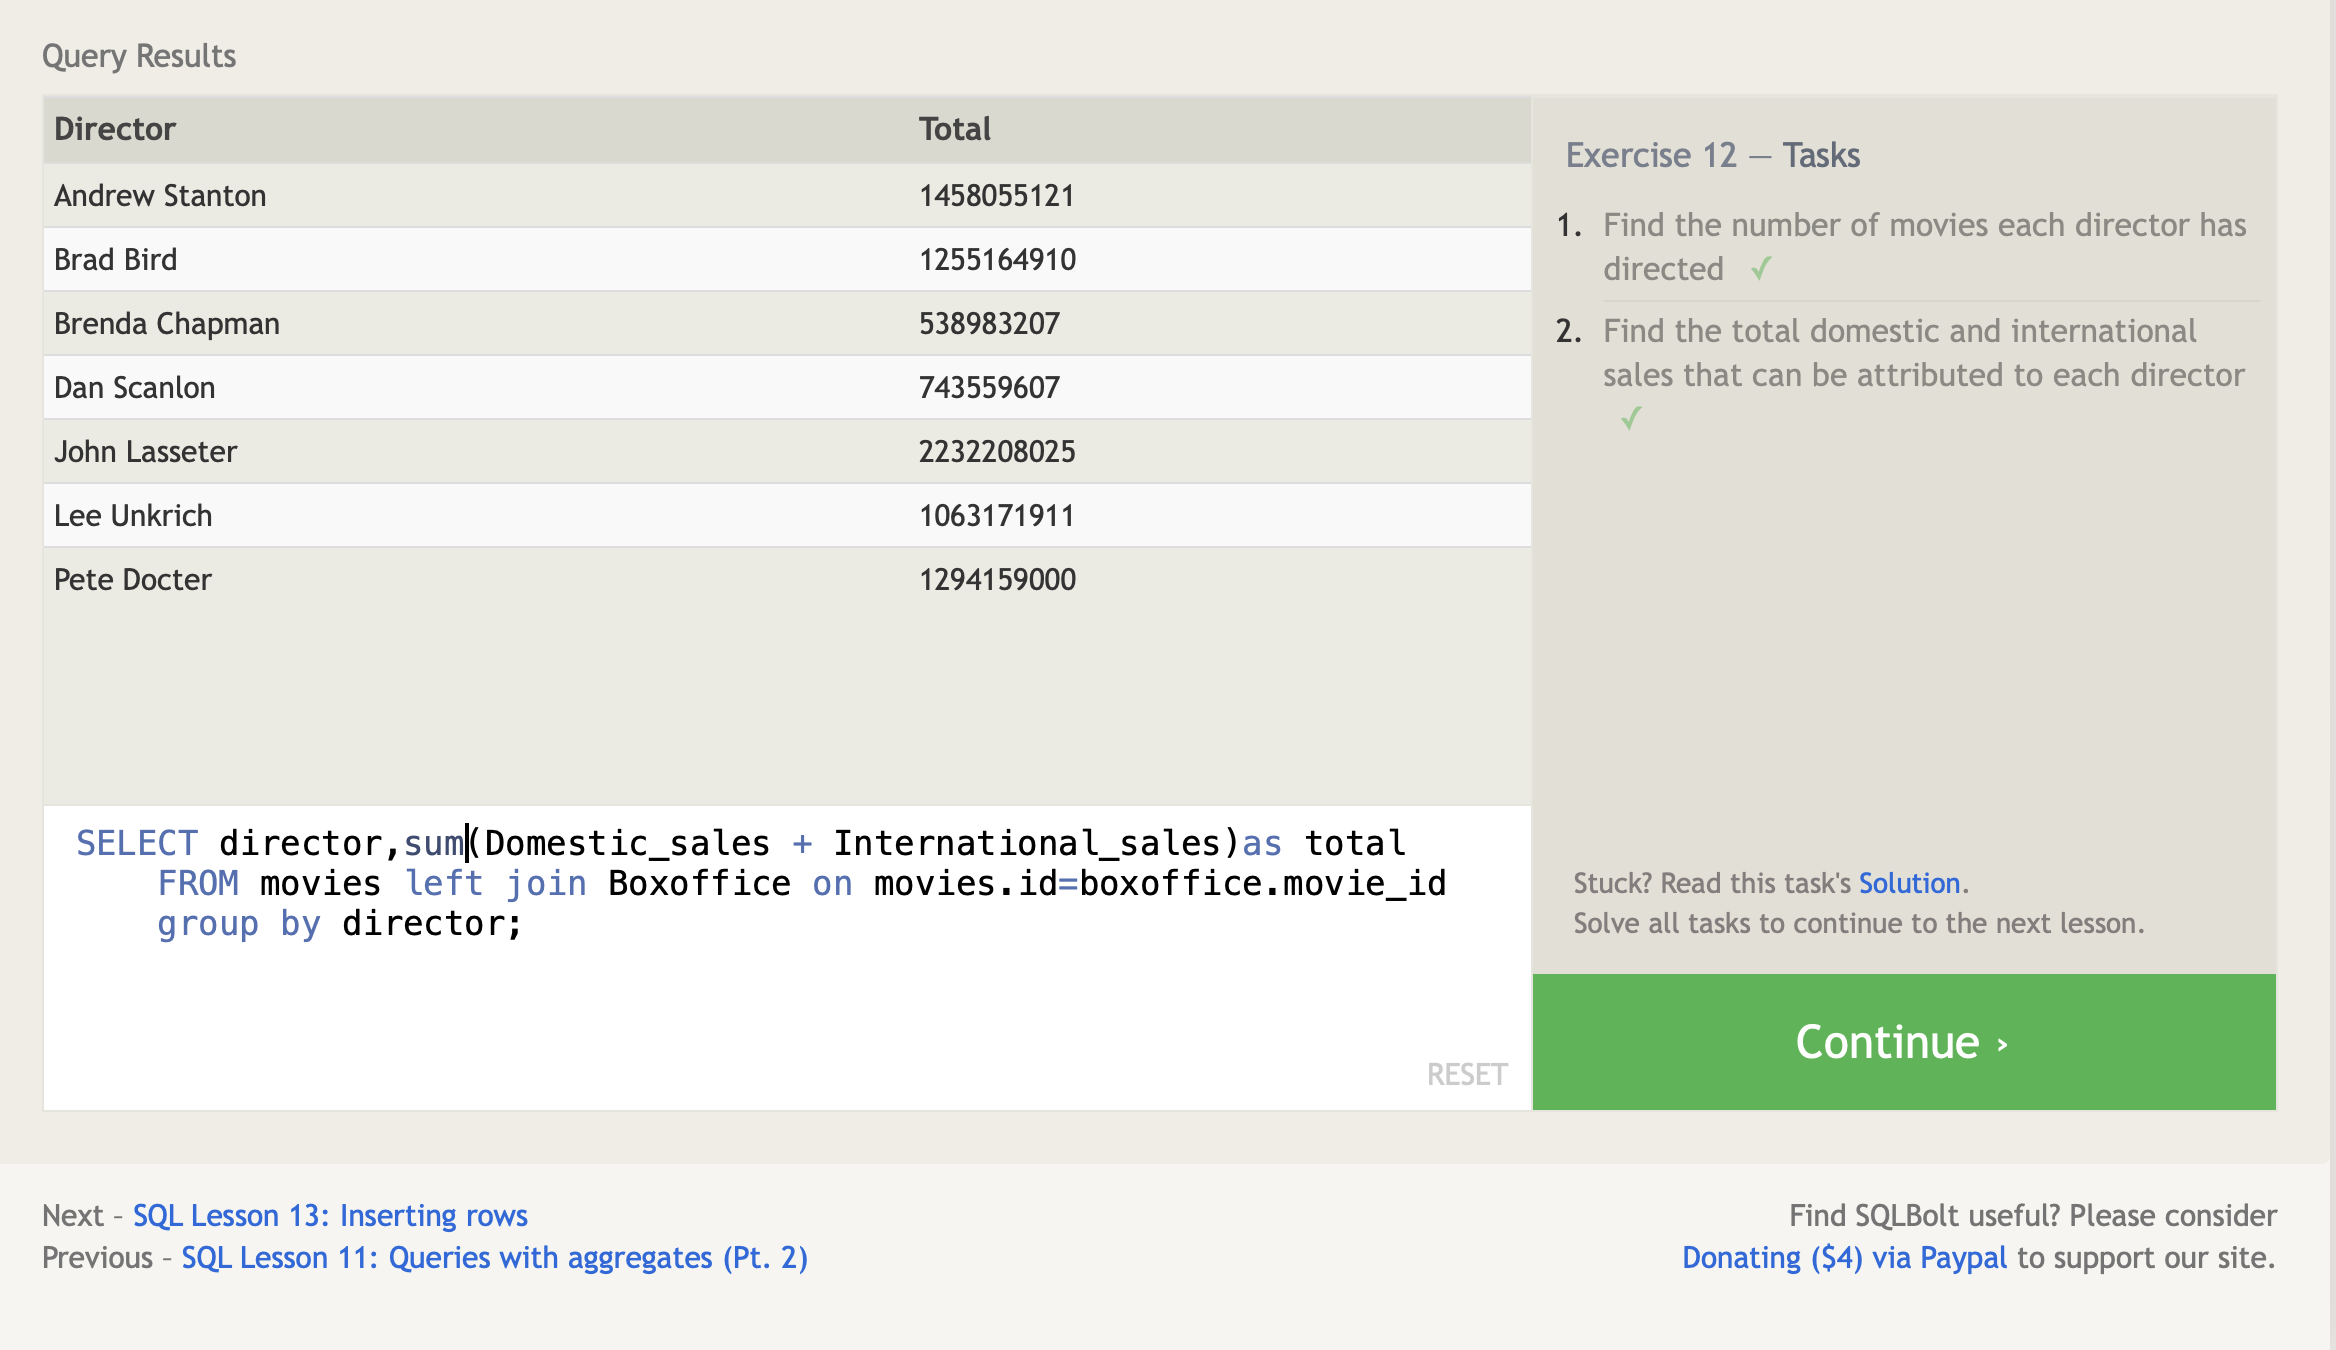 Query Results
Director Total
Andrew Stanton 1458055121
Brad Bird 1255164910
Brenda Chapman 538983207
Dan Scanlon 743559607
John Lasseter 2232208025
Lee Unkrich 1063171911
Pete Docter 1294159000
SELECT director,sum(Domestic_sales + International_sales)as total
FROM movies left join Boxoffice on movies.id=boxoffice.movie_id
group by director;
RESET
Exercise 12 — Tasks
1. Find the number of movies each director has
directed ✓
2. Find the total domestic and international
sales that can be attributed to each director
✓
Stuck? Read this task's Solution.
Solve all tasks to continue to the next lesson.
Continue ›
Next – SQL Lesson 13: Inserting rows
Previous – SQL Lesson 11: Queries with aggregates (Pt. 2)
Find SQLBolt useful? Please consider
Donating ($4) via Paypal to support our site.